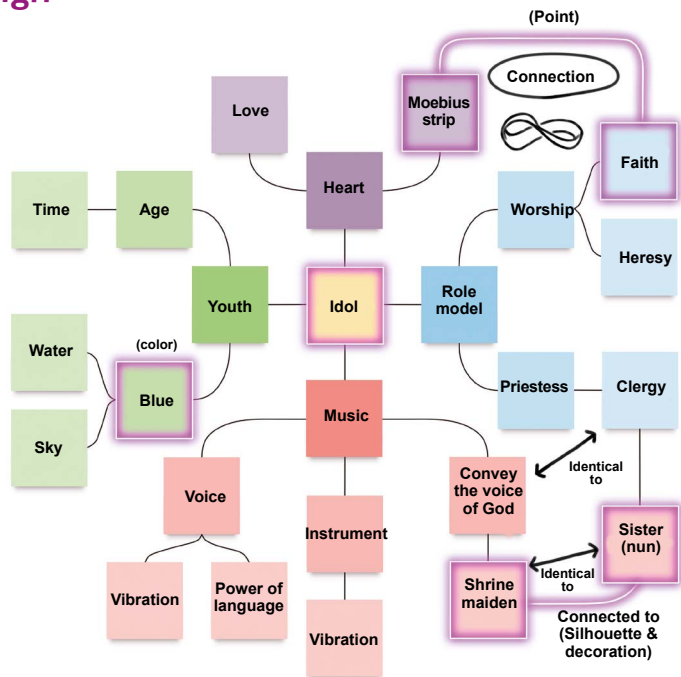 (Point)
Connection
Moebius
strip
Love
Faith
Heart
Time
Age
Worship
Heresy
Youth
Idol
Role
model
Water
(color)
Blue
Sky
Music
Priestess
Clergy
Identical
to
Convey
the voice
of God
Voice
Instrument
Sister
(nun)
Identical
to
Vibration
Power of
language
Shrine
maiden
Vibration
Connected to
(Silhouette &
decoration)